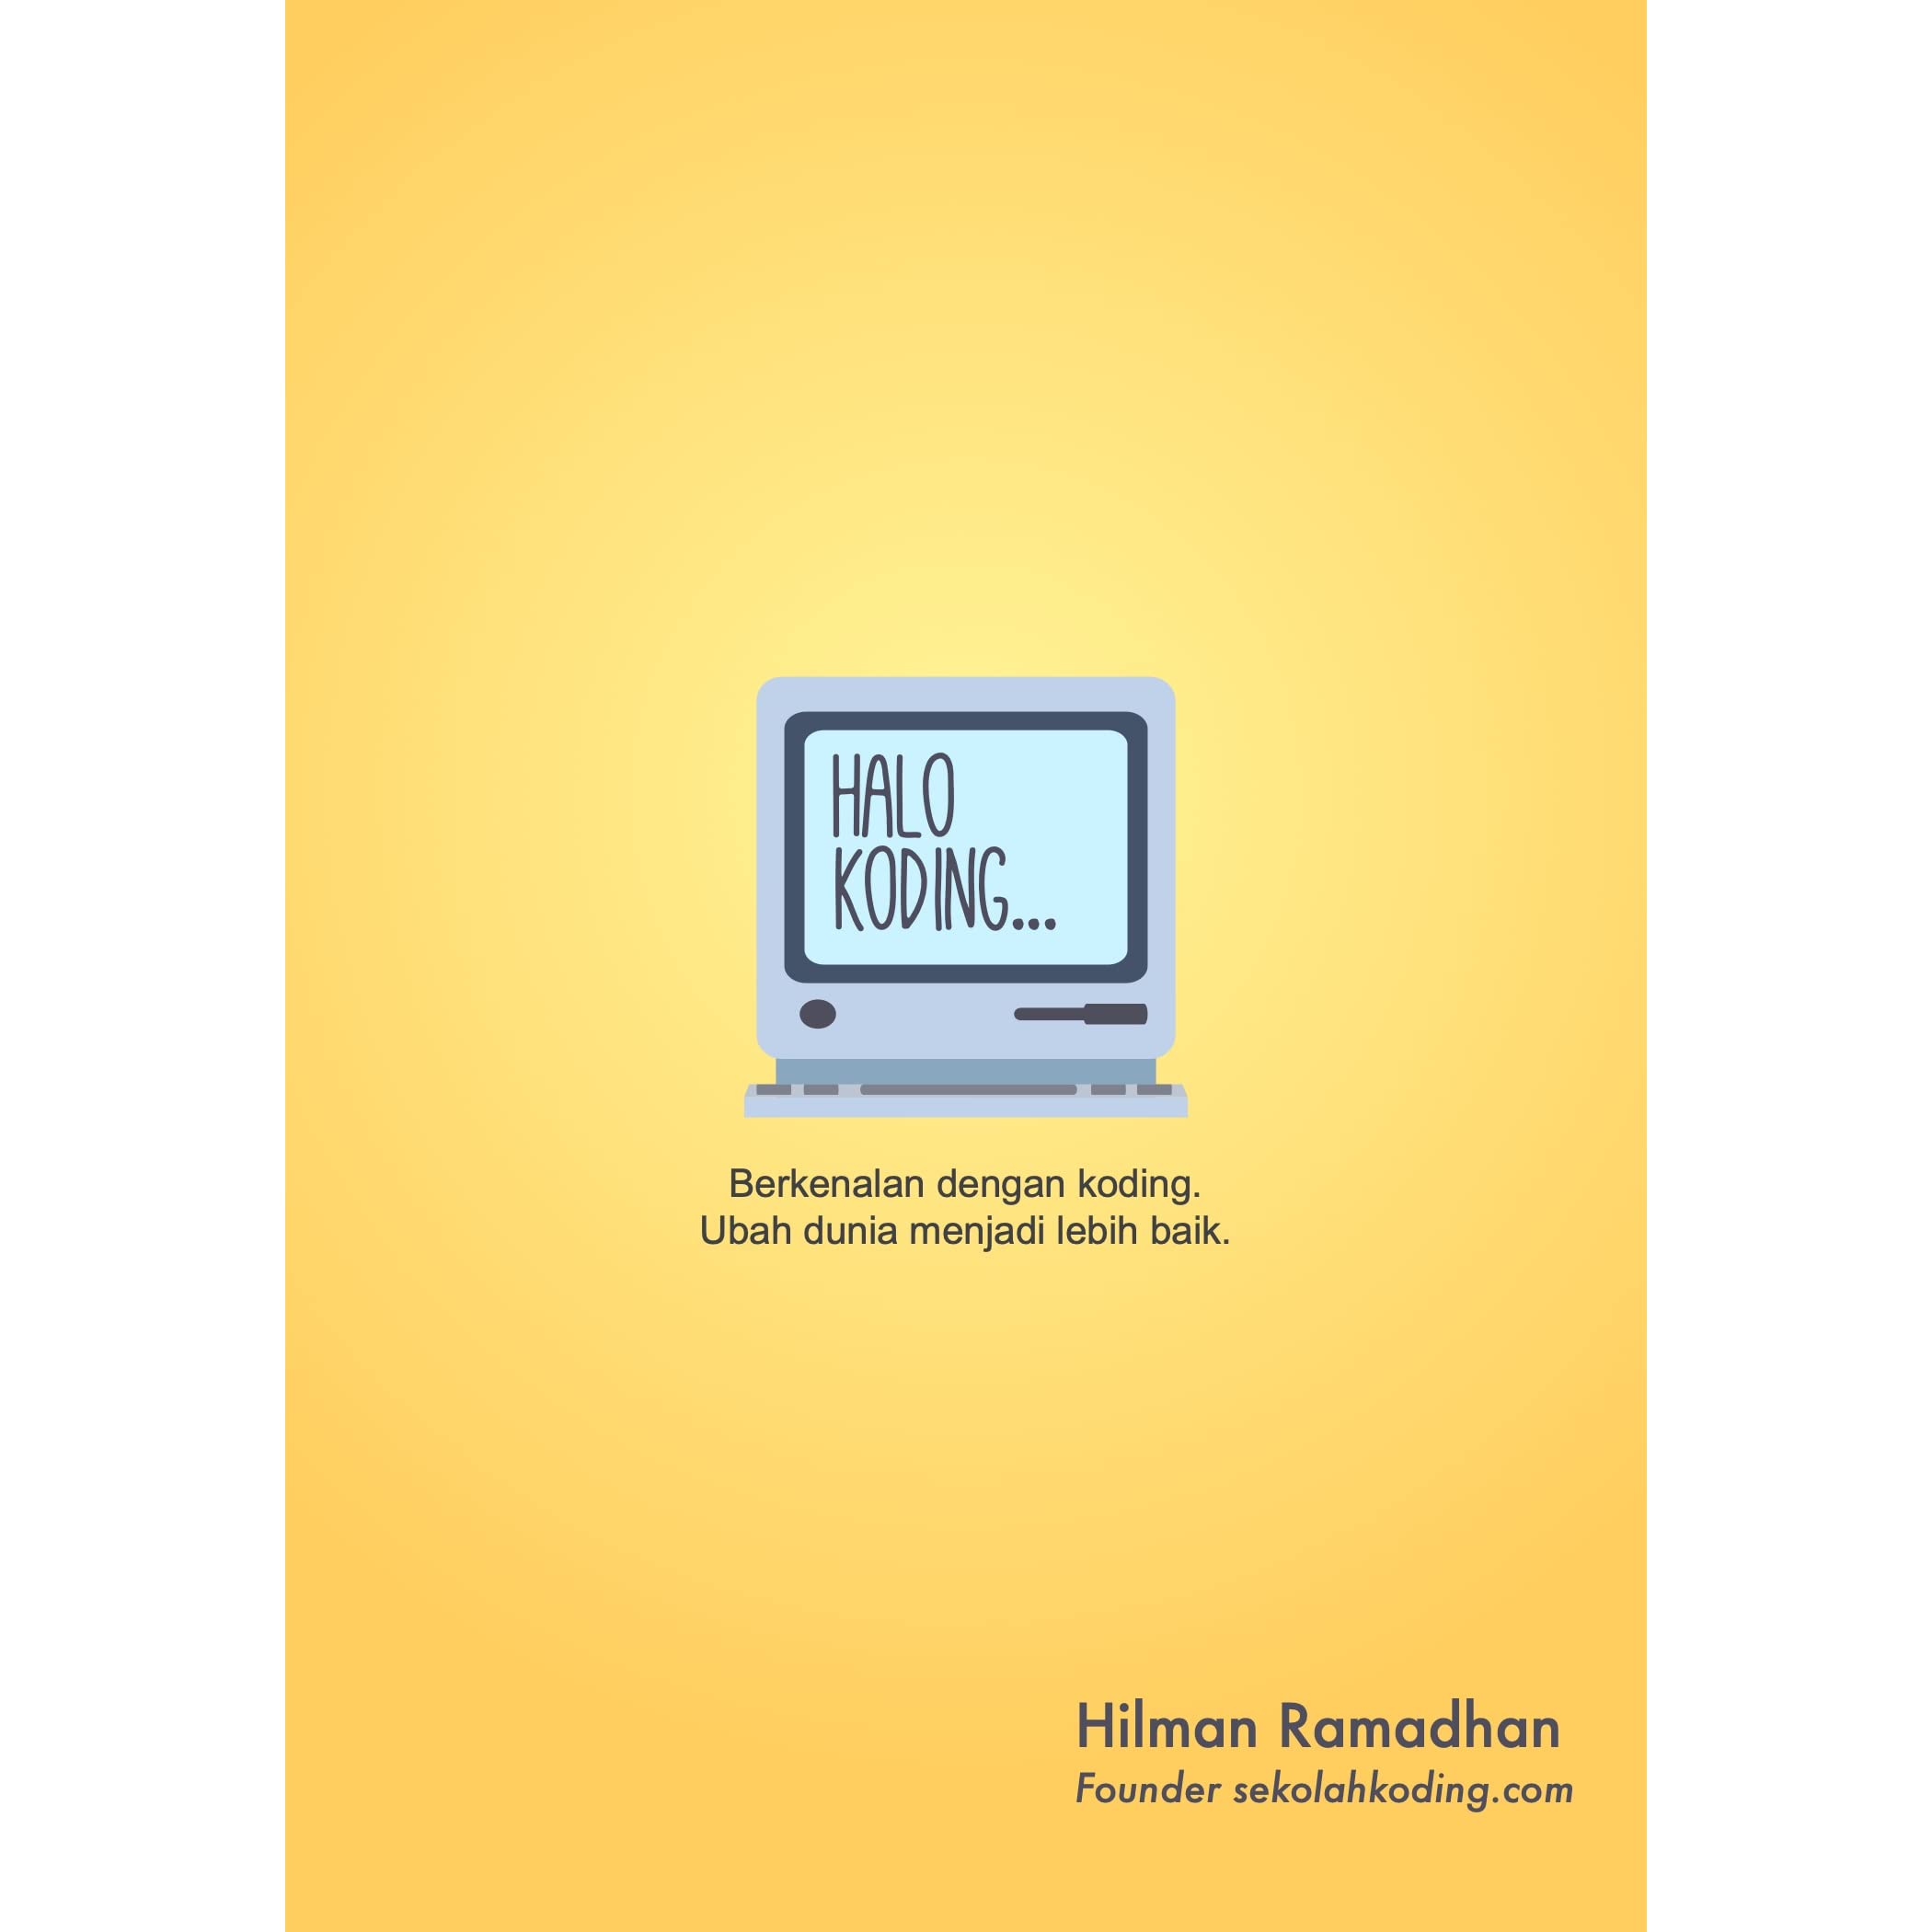 HALO
KODING...
Berkenalan dengan koding.
Ubah dunia menjadi lebih baik.
Hilman Ramadhan
Founder sekolahkoding.com